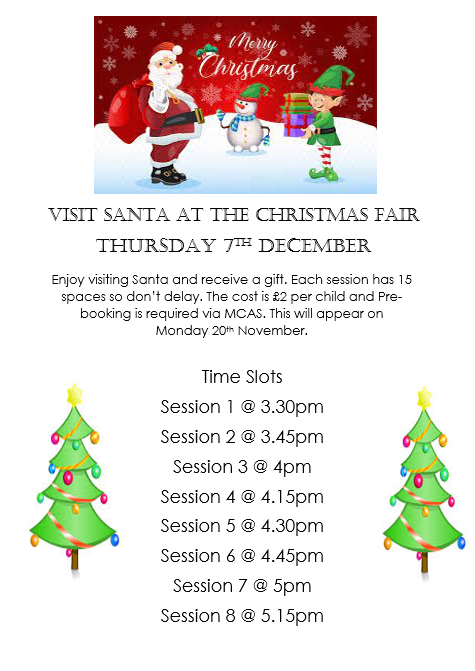 Merry
Christmas
VISIT SANTA AT THE CHRISTMAS FAIR
THURSDAY 7TH DECEMBER
Enjoy visiting Santa and receive a gift. Each session has 15
spaces so don't delay. The cost is £2 per child and Pre-
booking is required via MCAS. This will appear on
Monday 20th November.
Time Slots
Session 1 @ 3.30pm
Session 2 @ 3.45pm
Session 3 @ 4pm
Session 4 @ 4.15pm
Session 5 @ 4.30pm
Session 6 @ 4.45pm
Session 7 @ 5pm
Session 8 @ 5.15pm